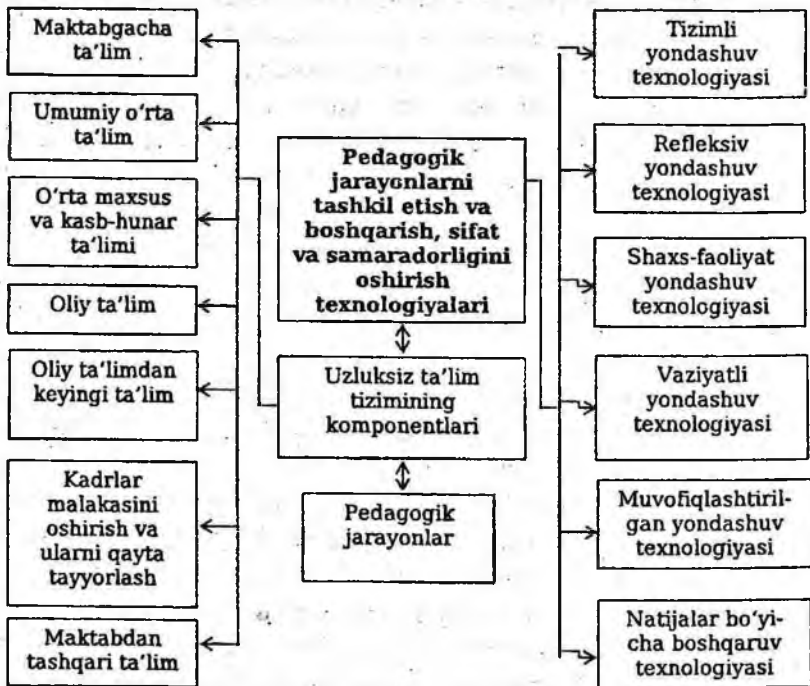 Maktabgacha
ta'lim
Umumiy o'rta
ta'lim
O'rta maxsus
va kasb-hunar
ta'limi
Oliy ta'lim
Oliy ta'limdan
keyingi ta'lim
Kadrlar
malakasini
oshirish va
ularni qayta
tayyorlash
Maktabdan
tashqari ta'lim
Pedagogik
jarayonlarni
tashkil etish va
boshqarish, sifat
va samaradorligini
oshirish
texnologiyalari
Uzluksiz ta'lim
tizimining
komponentlari
Pedagogik
jarayonlar
Tizimli
yondashuv
texnologiyasi
Refleksiv
yondashuv
texnologiyasi
Shaxs-faoliyat
yondashuv
texnologiyasi
Vaziyatli
yondashuv
texnologiyasi
Muvofiqlashtiril-
gan yondashuv
texnologiyasi
Natijalar bo'yi-
cha boshqaruv
texnologiyasi